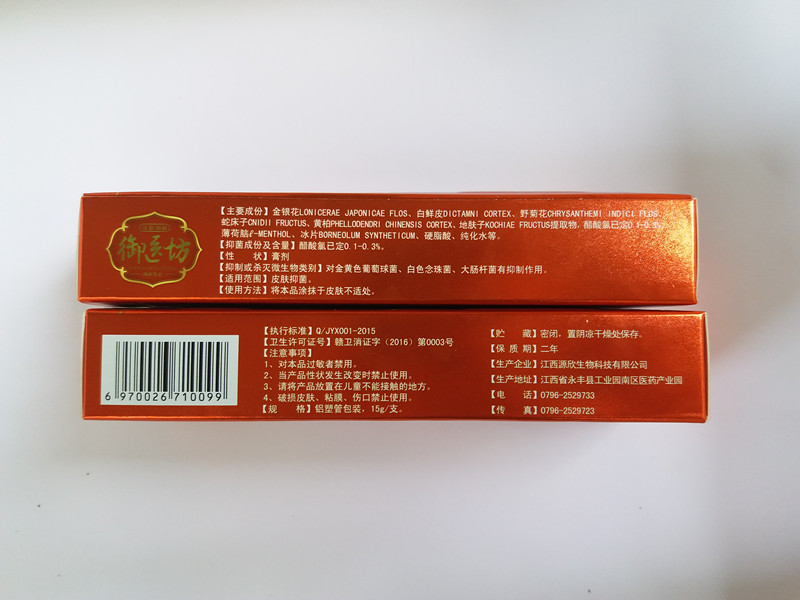 御医坊
【主要成份】金银花LONICERAE JAPONICAE FLOS、白鲜皮DICTAMNI CORTEX、野菊花CHRYSANTHEMI INDICI FLOS、
蛇床子CNIDII FRUCTUS、黄柏PHELLODENDRI CHINENSIS CORTEX、地肤子KOCHIAE FRUCTUS提取物，醋酸氯已定0.1-0.3%、
薄荷脑ℓ-MENTHOL、冰片BORNEOLUM SYNTHETICUM、硬脂酸、纯化水等。
【抑菌成份及含量】醋酸氯已定0.1-0.3%。
【性 状】膏剂
【抑制或杀灭微生物类别】对金黄色葡萄球菌、白色念珠菌、大肠杆菌有抑制作用。
【适用范围】皮肤抑菌。
【使用方法】将本品涂抹于皮肤不适处。
6 970026 710099
【执行标准】Q/JYX001-2015
【卫生许可证号】赣卫消证字（2016）第0003号
【注意事项】
1、对本品过敏者禁用。
2、当产品性状发生改变时禁止使用。
3、请将产品放置在儿童不能接触的地方。
4、破损皮肤、粘膜、伤口禁止使用。
【规 格】铝塑管包装，15g/支。
【贮 藏】密闭，置阴凉干燥处保存。
【保 质 期】二年
【生产企业】江西源欣生物科技有限公司
【生产地址】江西省永丰县工业园南区医药产业园
【电 话】0796-2529733
【传 真】0796-2529723